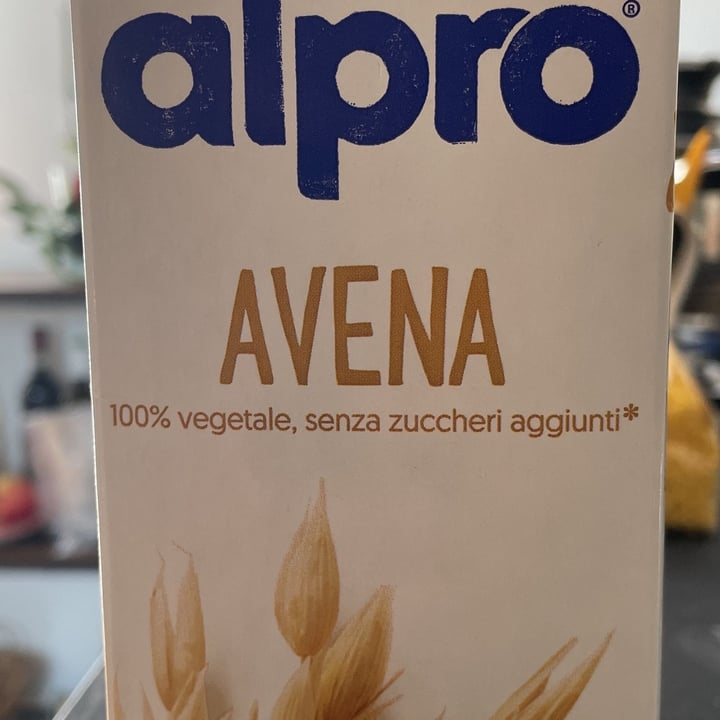 alpro®
AVENA
100% vegetale, senza zuccheri aggiunti*